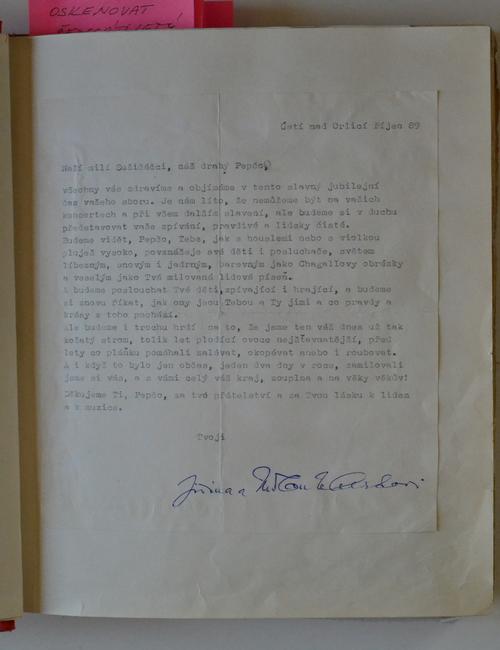 OSKENOVAT
Ústí nad Orlicí Říjen 89
Naši milí Sušičáčci, náš drahý Pepčo,
všechny vás zdravíme a objímáme v tento slavný jubilejní
čas vašeho sboru. Je nám líto, že nemůžeme být na vašich
koncertech a při všem dalším slavení, ale budeme si v duchu
představovat vaše zpívání, pravdivé a lidsky čisté.
Budeme vidět, Pepčo, Tebe, jak s houslemi nebo s violkou
pluješ vysoko, povznášeje své děti i posluchače, světem
líbezným, snovým i jadrným, barevným jako Chagallovy obrázky
a veselým jako Tvá milovaná lidová píseň.
A budeme poslouchat Tvé děti, zpívající i hrající, a budeme
si znovu říkat, jak ony jsou Tebou a Ty jimi a co pravdy a
krásy z toho pochází.
Ale budeme i trochu hrdí na to, že jsme ten váš dnes už tak
košatý strom, tolik let plodící ovoce nejšťavnatější, před
lety co plánku pomáhali zalévat, okopávat anebo i roubovat.
A i když to bylo jen občas, jeden dva dny v roce, zamilovali
jsme si vás, a s vámi celý váš kraj, zouplna a na věky věkův!
Děkujeme Ti, Pepčo, za tvé přátelství a za Tvou lásku k lidem
a k muzice.
Tvoji
Jiřina a